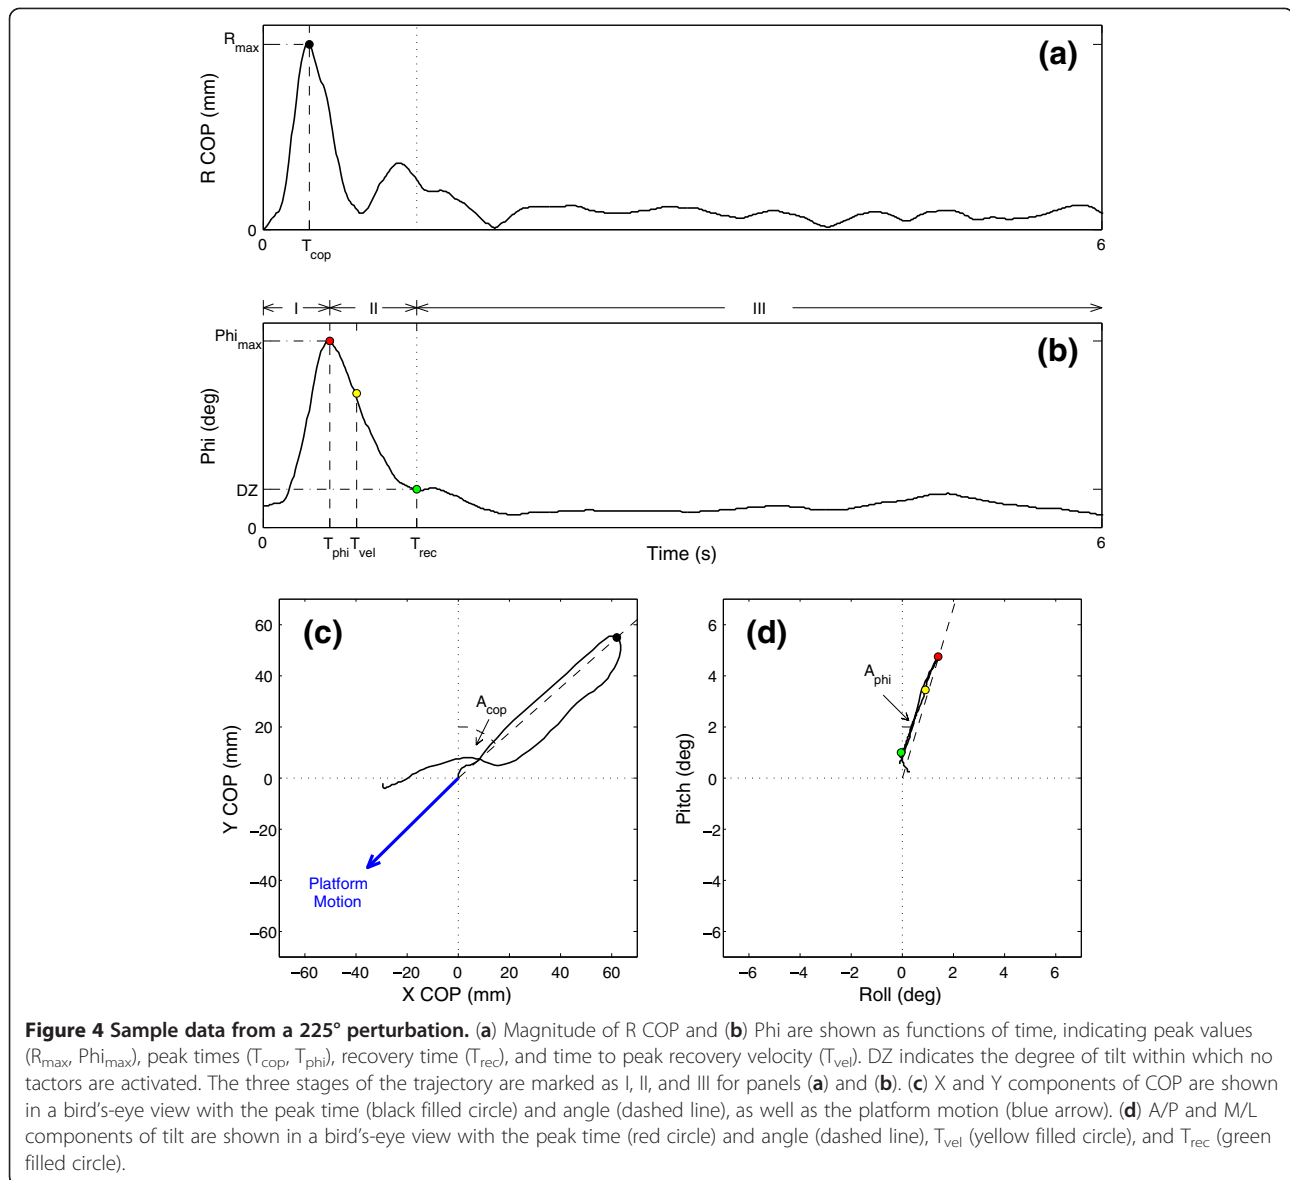 R_max
(a)
R COP (mm)
0
0
T_cop
6
I
II
III
Phi_max
(b)
Phi (deg)
DZ
0
0
T_phi
T_vel
T_rec
Time (s)
6
(c)
60
40
20
0
−20
−40
−60
Y COP (mm)
A_cop
Platform
Motion
−60
−40
−20
0
20
40
60
X COP (mm)
(d)
6
4
2
0
−2
−4
−6
Pitch (deg)
A_phi
−6
−4
−2
0
2
4
6
Roll (deg)
Figure 4 Sample data from a 225° perturbation. (a) Magnitude of R COP and (b) Phi are shown as functions of time, indicating peak values
(R_max, Phi_max), peak times (T_cop, T_phi), recovery time (T_rec), and time to peak recovery velocity (T_vel). DZ indicates the degree of tilt within which no
tactors are activated. The three stages of the trajectory are marked as I, II, and III for panels (a) and (b). (c) X and Y components of COP are shown
in a bird's-eye view with the peak time (black filled circle) and angle (dashed line), as well as the platform motion (blue arrow). (d) A/P and M/L
components of tilt are shown in a bird's-eye view with the peak time (red circle) and angle (dashed line), T_vel (yellow filled circle), and T_rec (green
filled circle).